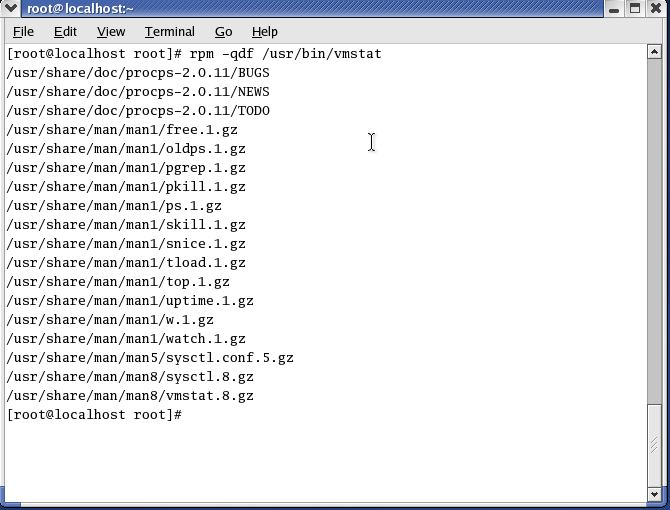 root@localhost:~
File Edit View Terminal Go Help
[root@localhost root]# rpm -qdf /usr/bin/vmstat
/usr/share/doc/procps-2.0.11/BUGS
/usr/share/doc/procps-2.0.11/NEWS
/usr/share/doc/procps-2.0.11/TODO
/usr/share/man/man1/free.1.gz
/usr/share/man/man1/oldps.1.gz
/usr/share/man/man1/pgrep.1.gz
/usr/share/man/man1/pkill.1.gz
/usr/share/man/man1/ps.1.gz
/usr/share/man/man1/skill.1.gz
/usr/share/man/man1/snice.1.gz
/usr/share/man/man1/tload.1.gz
/usr/share/man/man1/top.1.gz
/usr/share/man/man1/uptime.1.gz
/usr/share/man/man1/w.1.gz
/usr/share/man/man1/watch.1.gz
/usr/share/man/man5/sysctl.conf.5.gz
/usr/share/man/man8/sysctl.8.gz
/usr/share/man/man8/vmstat.8.gz
[root@localhost root]#